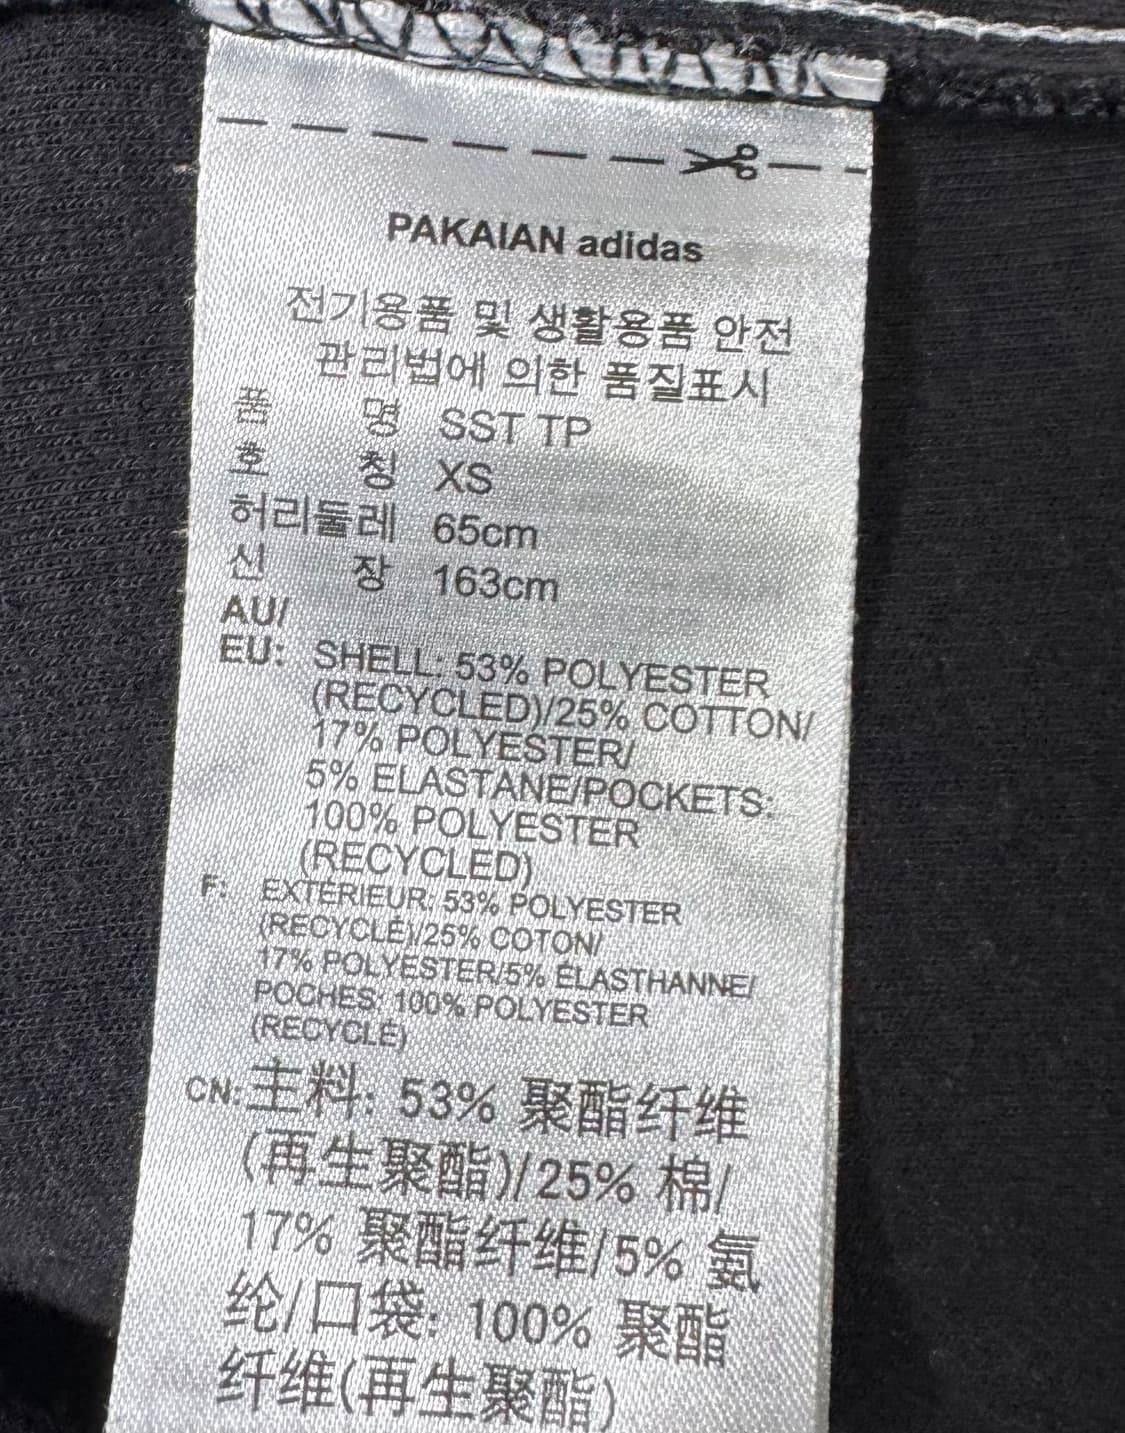 PAKAIAN adidas
전기용품 및 생활용품 안전
관리법에 의한 품질표시
품 명 SST TP
호 칭 XS
허리둘레 65cm
신 장 163cm
AU/
EU: SHELL: 53% POLYESTER
(RECYCLED)/25% COTTON/
17% POLYESTER/
5% ELASTANE/POCKETS:
100% POLYESTER
(RECYCLED)
F: EXTÉRIEUR: 53% POLYESTER
(RECYCLÉ)/25% COTON/
17% POLYESTER/5% ÉLASTHANNE/
POCHES: 100% POLYESTER
(RECYCLÉ)
CN: 主料: 53% 聚酯纤维
(再生聚酯)/25% 棉/
17% 聚酯纤维/5% 氨
纶/口袋: 100% 聚酯
纤维(再生聚酯)